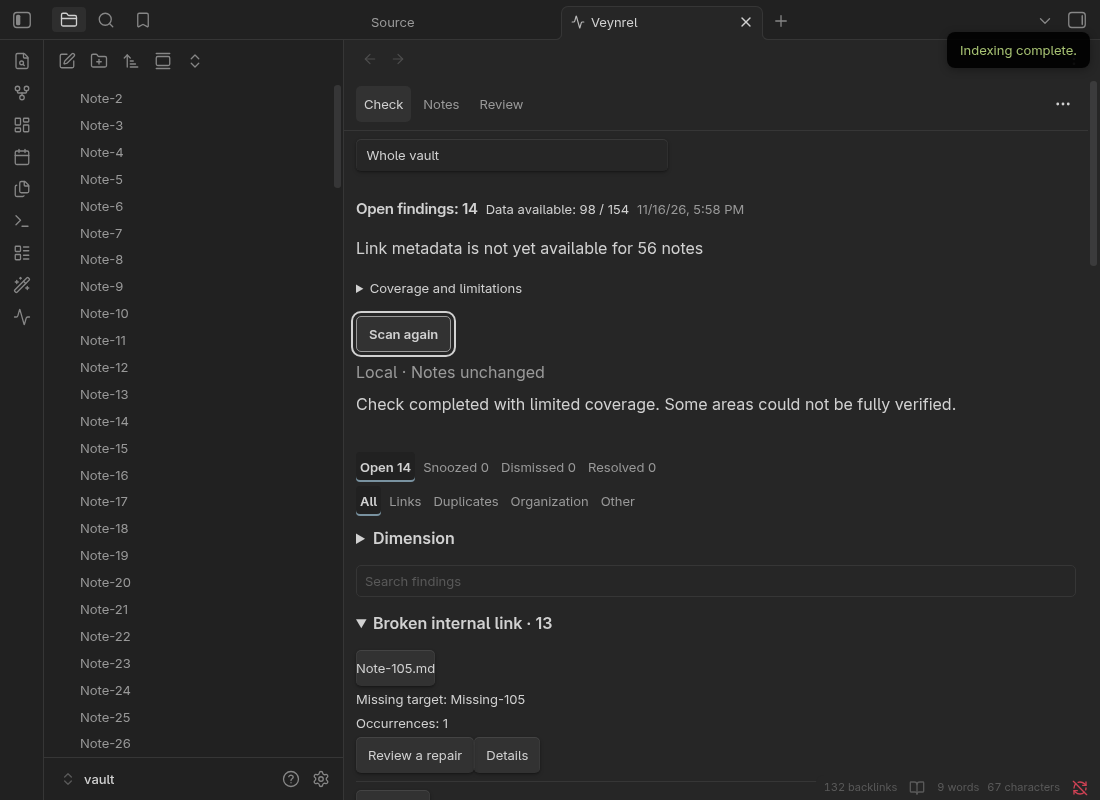 Source
Veynrel
Indexing complete.
Note-2
Note-3
Note-4
Note-5
Note-6
Note-7
Note-8
Note-9
Note-10
Note-11
Note-12
Note-13
Note-14
Note-15
Note-16
Note-17
Note-18
Note-19
Note-20
Note-21
Note-22
Note-23
Note-24
Note-25
Note-26
vault
Check Notes Review
Whole vault
Open findings: 14 Data available: 98 / 154 11/16/26, 5:58 PM
Link metadata is not yet available for 56 notes
Coverage and limitations
Scan again
Local · Notes unchanged
Check completed with limited coverage. Some areas could not be fully verified.
Open 14 Snoozed 0 Dismissed 0 Resolved 0
All Links Duplicates Organization Other
Dimension
Search findings
Broken internal link · 13
Note-105.md
Missing target: Missing-105
Occurrences: 1
Review a repair Details
132 backlinks 9 words 67 characters